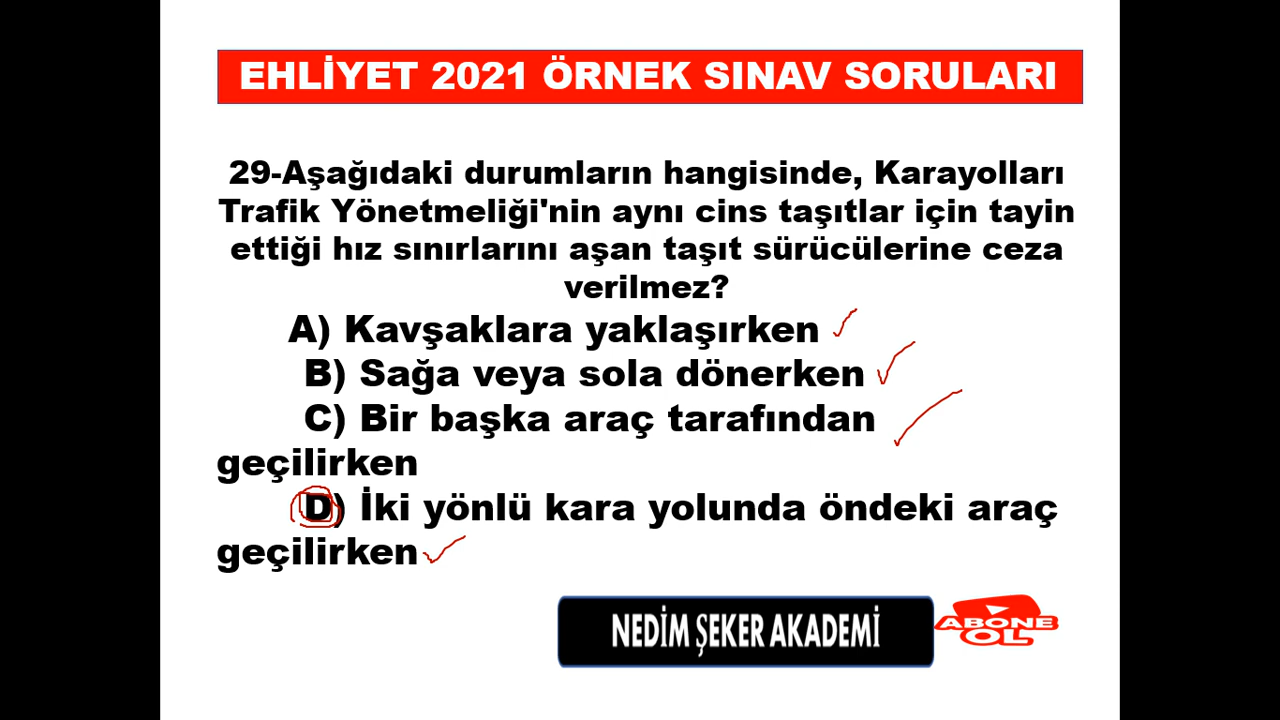 EHLİYET 2021 ÖRNEK SINAV SORULARI
29-Aşağıdaki durumların hangisinde, Karayolları
Trafik Yönetmeliği'nin aynı cins taşıtlar için tayin
ettiği hız sınırlarını aşan taşıt sürücülerine ceza
verilmez?
A) Kavşaklara yaklaşırken
B) Sağa veya sola dönerken
C) Bir başka araç tarafından
geçilirken
D) İki yönlü kara yolunda öndeki araç
geçilirken
NEDİM ŞEKER AKADEMİ
ABONE
OL